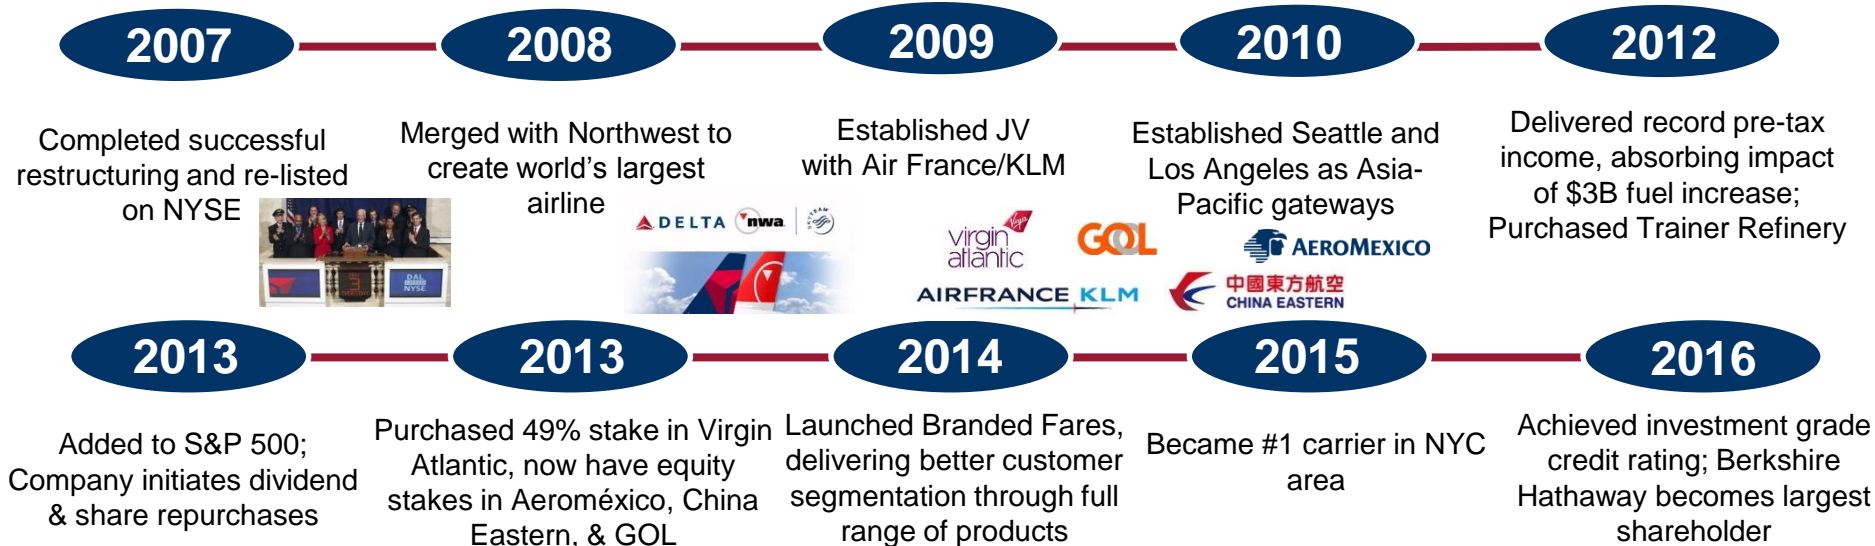 2007
2008
2009
2010
2012
Completed successful
restructuring and re-listed
on NYSE
Merged with Northwest to
create world's largest
airline
Established JV
with Air France/KLM
Established Seattle and
Los Angeles as Asia-
Pacific gateways
Delivered record pre-tax
income, absorbing impact
of $3B fuel increase;
Purchased Trainer Refinery
DAL
NYSE
DELTA
nwa
SKYTEAM
virgin
atlantic
GOL
AIRFRANCE KLM
AEROMEXICO
中國東方航空
CHINA EASTERN
2013
2013
2014
2015
2016
Added to S&P 500;
Company initiates dividend
& share repurchases
Purchased 49% stake in Virgin
Atlantic, now have equity
stakes in Aeroméxico, China
Eastern, & GOL
Launched Branded Fares,
delivering better customer
segmentation through full
range of products
Became #1 carrier in NYC
area
Achieved investment grade
credit rating; Berkshire
Hathaway becomes largest
shareholder